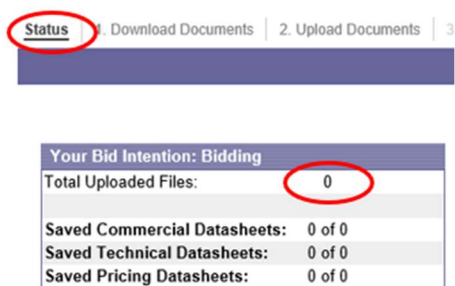 Status | 1. Download Documents | 2. Upload Documents | 3
Your Bid Intention: Bidding
Total Uploaded Files: 0
Saved Commercial Datasheets: 0 of 0
Saved Technical Datasheets: 0 of 0
Saved Pricing Datasheets: 0 of 0